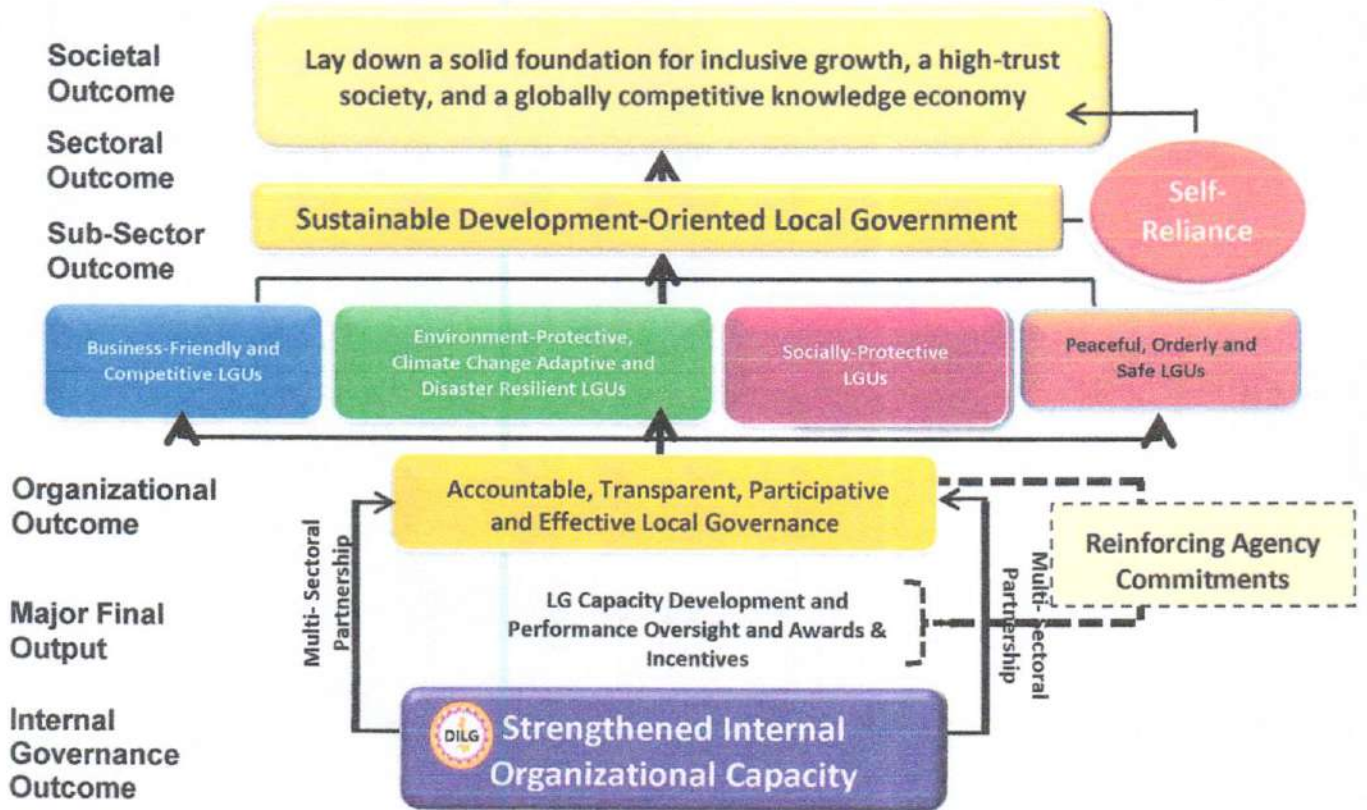 Societal
Outcome
Lay down a solid foundation for inclusive growth, a high-trust
society, and a globally competitive knowledge economy
Sectoral
Outcome
Sustainable Development-Oriented Local Government
Self-
Reliance
Sub-Sector
Outcome
Business-Friendly and
Competitive LGUs
Environment-Protective,
Climate Change Adaptive and
Disaster Resilient LGUs
Socially-Protective
LGUs
Peaceful, Orderly and
Safe LGUs
Organizational
Outcome
Accountable, Transparent, Participative
and Effective Local Governance
Multi- Sectoral
Partnership
Multi- Sectoral
Partnership
Reinforcing Agency
Commitments
Major Final
Output
LG Capacity Development and
Performance Oversight and Awards &
Incentives
Internal
Governance
Outcome
DILG
Strengthened Internal
Organizational Capacity